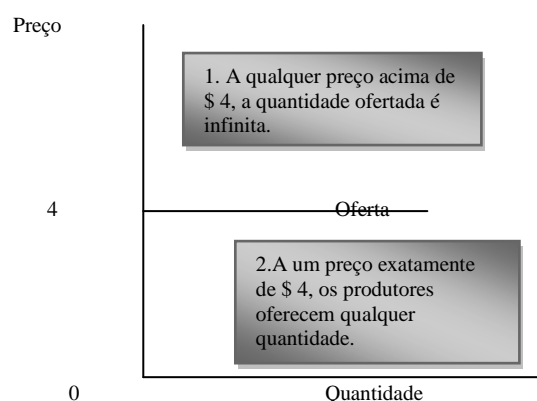 Preço
1. A qualquer preço acima de
$ 4, a quantidade ofertada é
infinita.
4
Oferta
2.A um preço exatamente
de $ 4, os produtores
oferecem qualquer
quantidade.
0
Quantidade